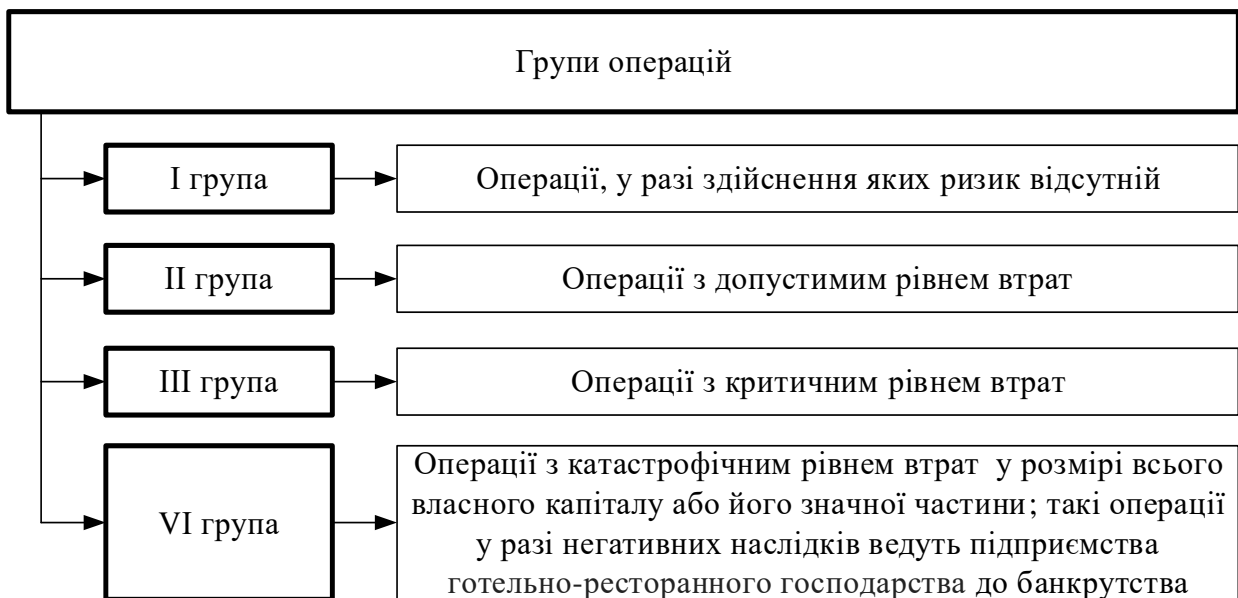 Групи операцій
І група
Операції, у разі здійснення яких ризик відсутній
ІІ група
Операції з допустимим рівнем втрат
ІІІ група
Операції з критичним рівнем втрат
VI група
Операції з катастрофічним рівнем втрат у розмірі всього
власного капіталу або його значної частини; такі операції
у разі негативних наслідків ведуть підприємства
готельно-ресторанного господарства до банкрутства